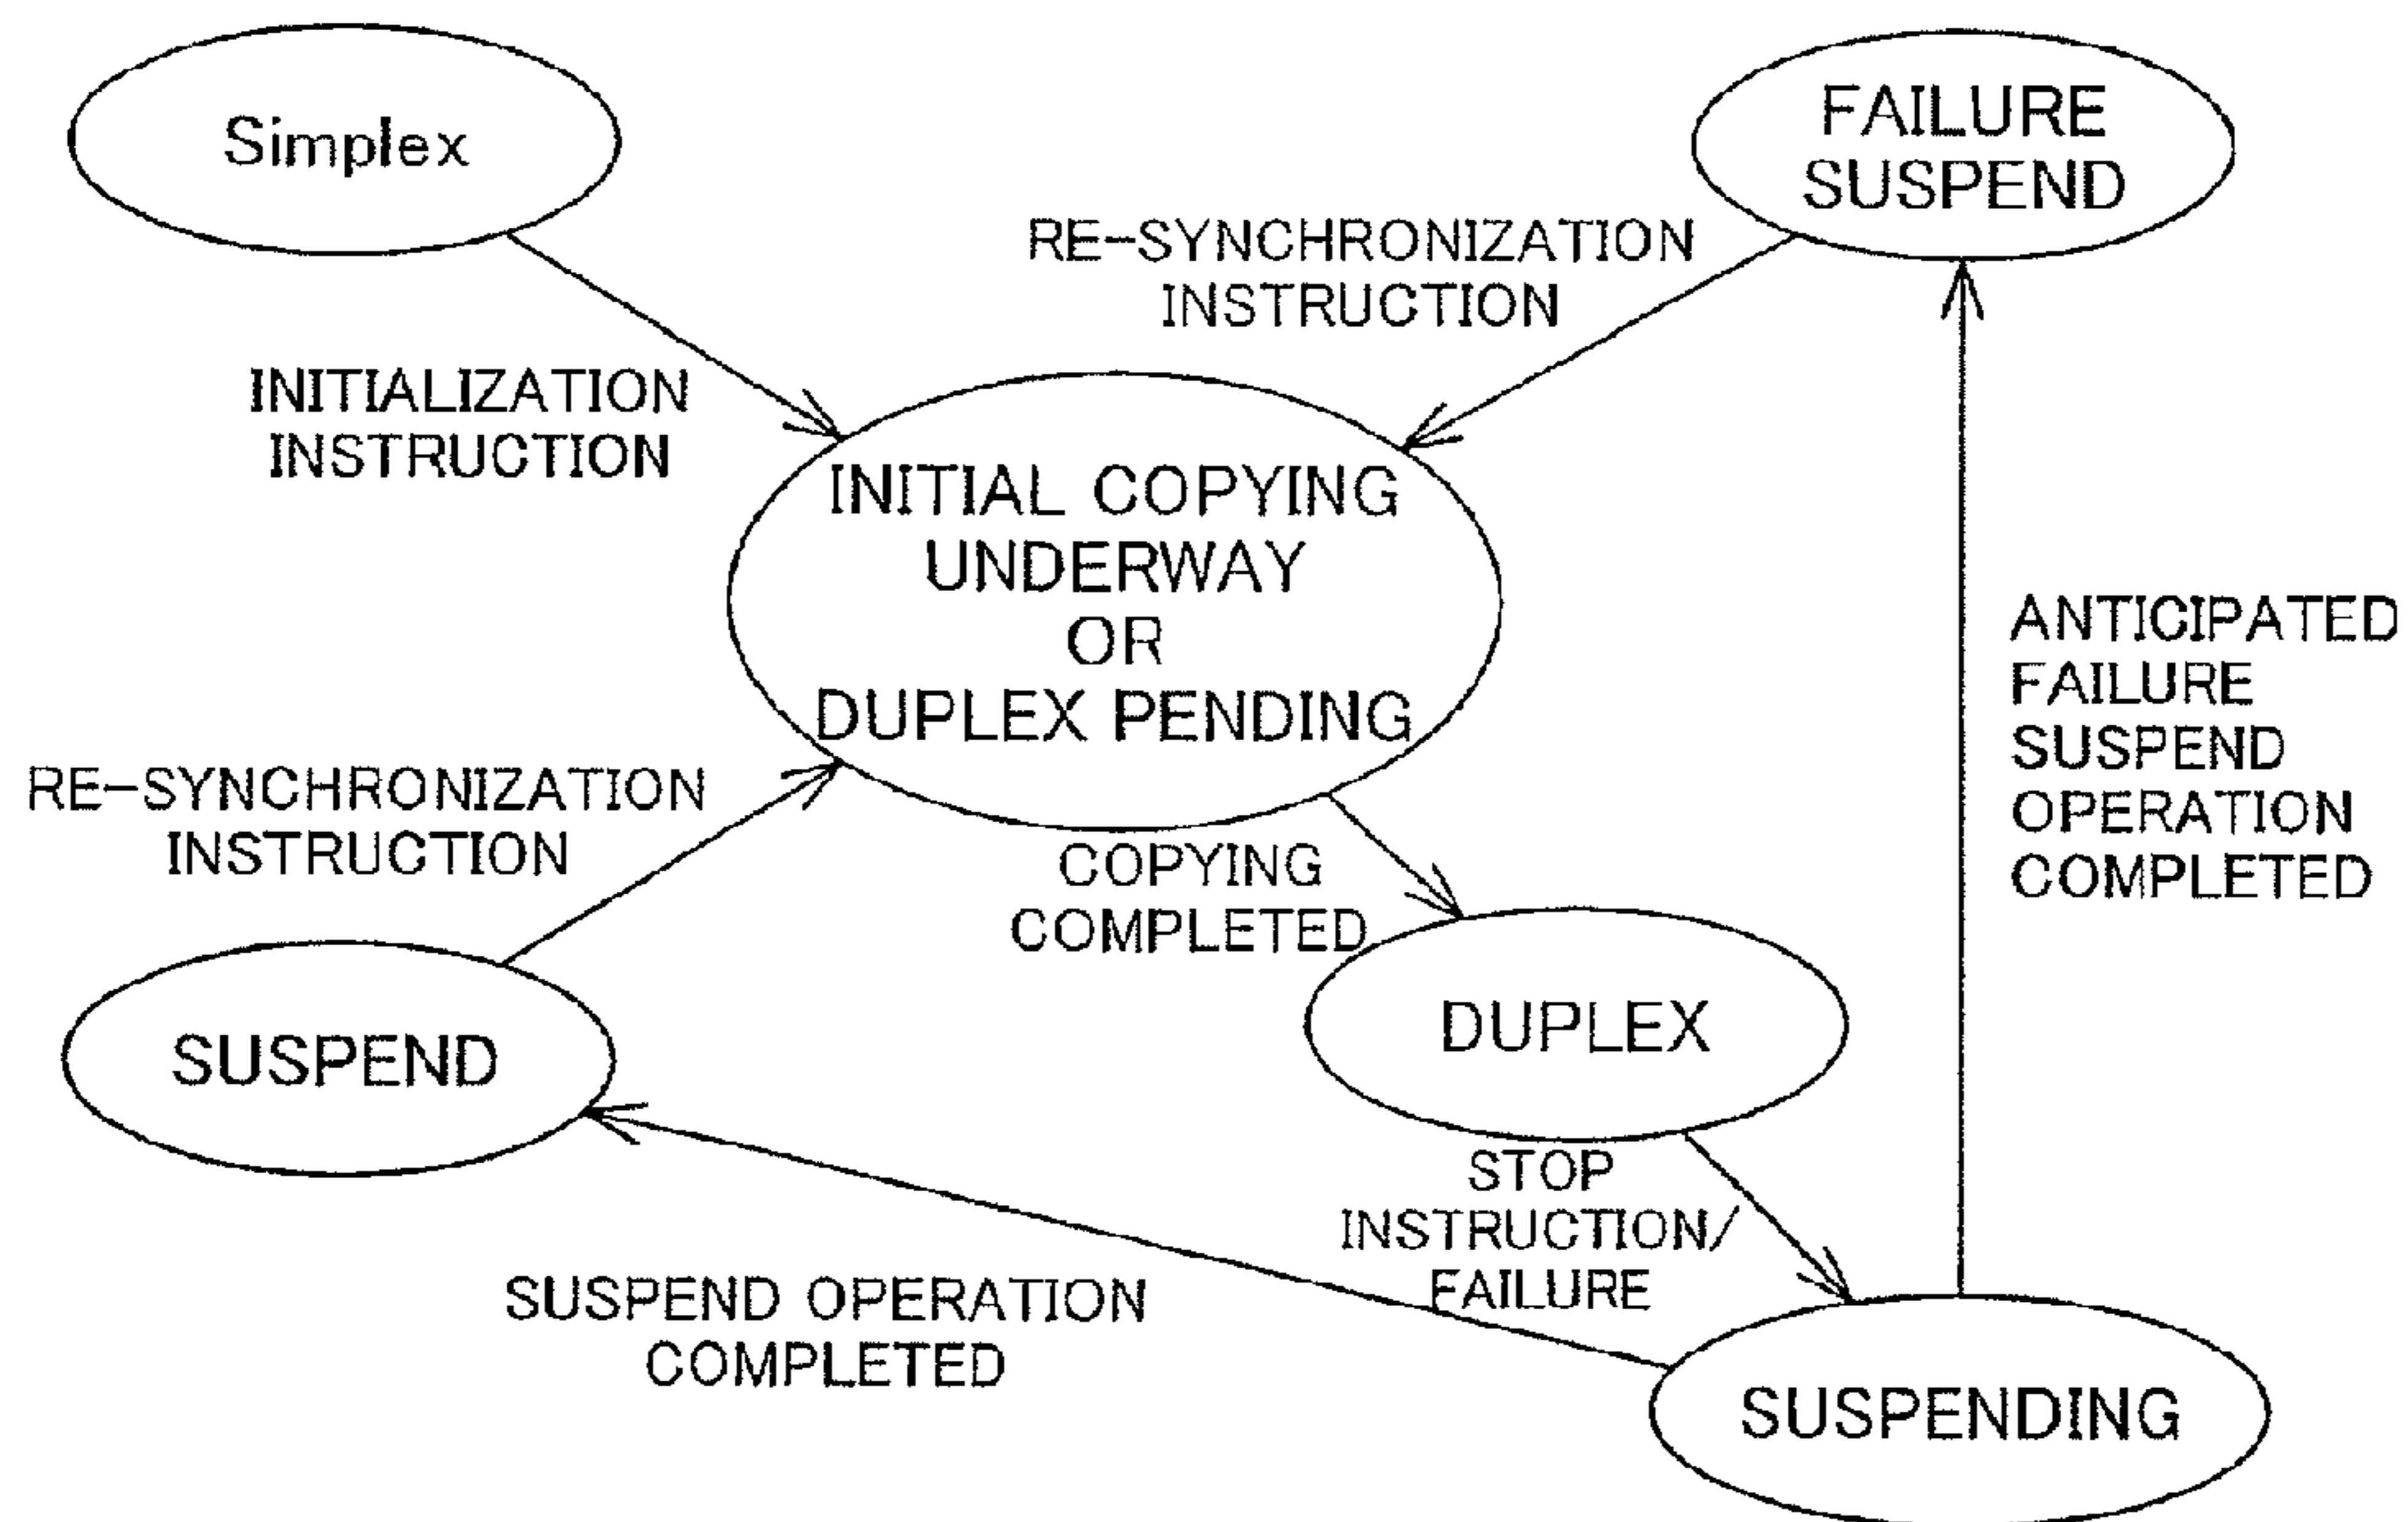 Simplex
FAILURE
SUSPEND
RE-SYNCHRONIZATION
INSTRUCTION
INITIALIZATION
INSTRUCTION
INITIAL COPYING
UNDERWAY
OR
DUPLEX PENDING
ANTICIPATED
FAILURE
SUSPEND
OPERATION
COMPLETED
RE-SYNCHRONIZATION
INSTRUCTION
COPYING
COMPLETED
DUPLEX
SUSPEND
STOP
INSTRUCTION/
FAILURE
SUSPEND OPERATION
COMPLETED
SUSPENDING